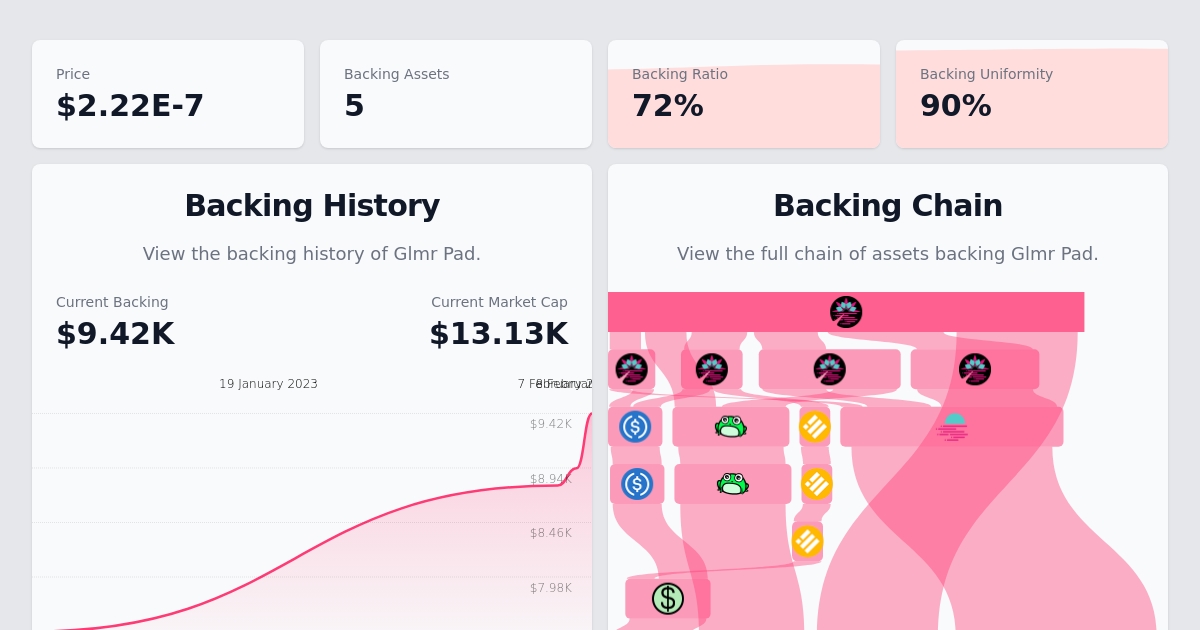 Price
$2.22E-7
Backing Assets
5
Backing Ratio
72%
Backing Uniformity
90%
Backing History
View the backing history of Glmr Pad.
Current Backing
$9.42K
Current Market Cap
$13.13K
19 January 2023
7 February
$9.42K
$8.94K
$8.46K
$7.98K
Backing Chain
View the full chain of assets backing Glmr Pad.
$
$
$